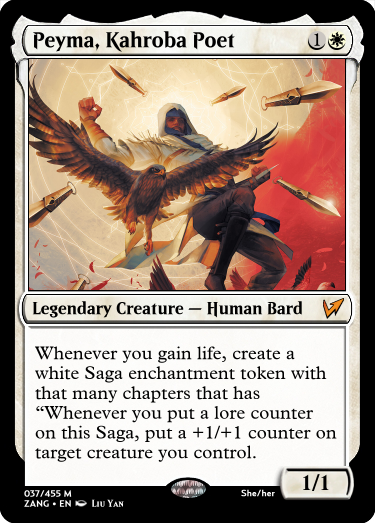 Peyma, Kahroba Poet 1
Legendary Creature — Human Bard
Whenever you gain life, create a
white Saga enchantment token with
that many chapters that has
“Whenever you put a lore counter
on this Saga, put a +1/+1 counter on
target creature you control.
1/1
037/455 M She/her
ZANG • EN Liu Yan